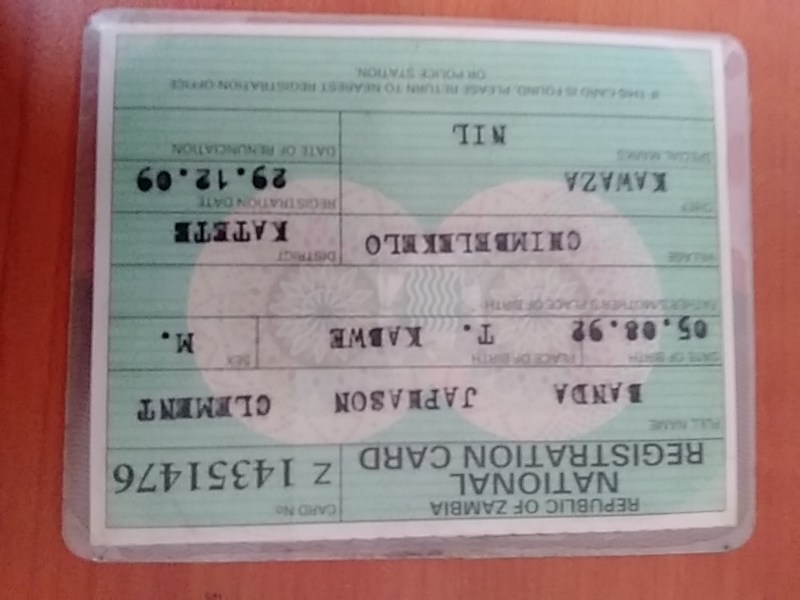 REPUBLIC OF ZAMBIA
NATIONAL
REGISTRATION CARD
CARD No
Z 14351476
FULL NAME
BANDA JAPHASON CLEMENT
DATE OF BIRTH PLACE OF BIRTH SEX
05.08.92 T. KABWE M.
FATHER'S/MOTHER'S PLACE OF BIRTH
VILLAGE DISTRICT
CHIMBELEKELO KATETE
CHIEF REGISTRATION DATE
KAWAZA 29.12.09
SPECIAL MARKS DATE OF RENUNCIATION
NIL
IF THIS CARD IS FOUND, PLEASE RETURN TO NEAREST REGISTRATION OFFICE
OR POLICE STATION.